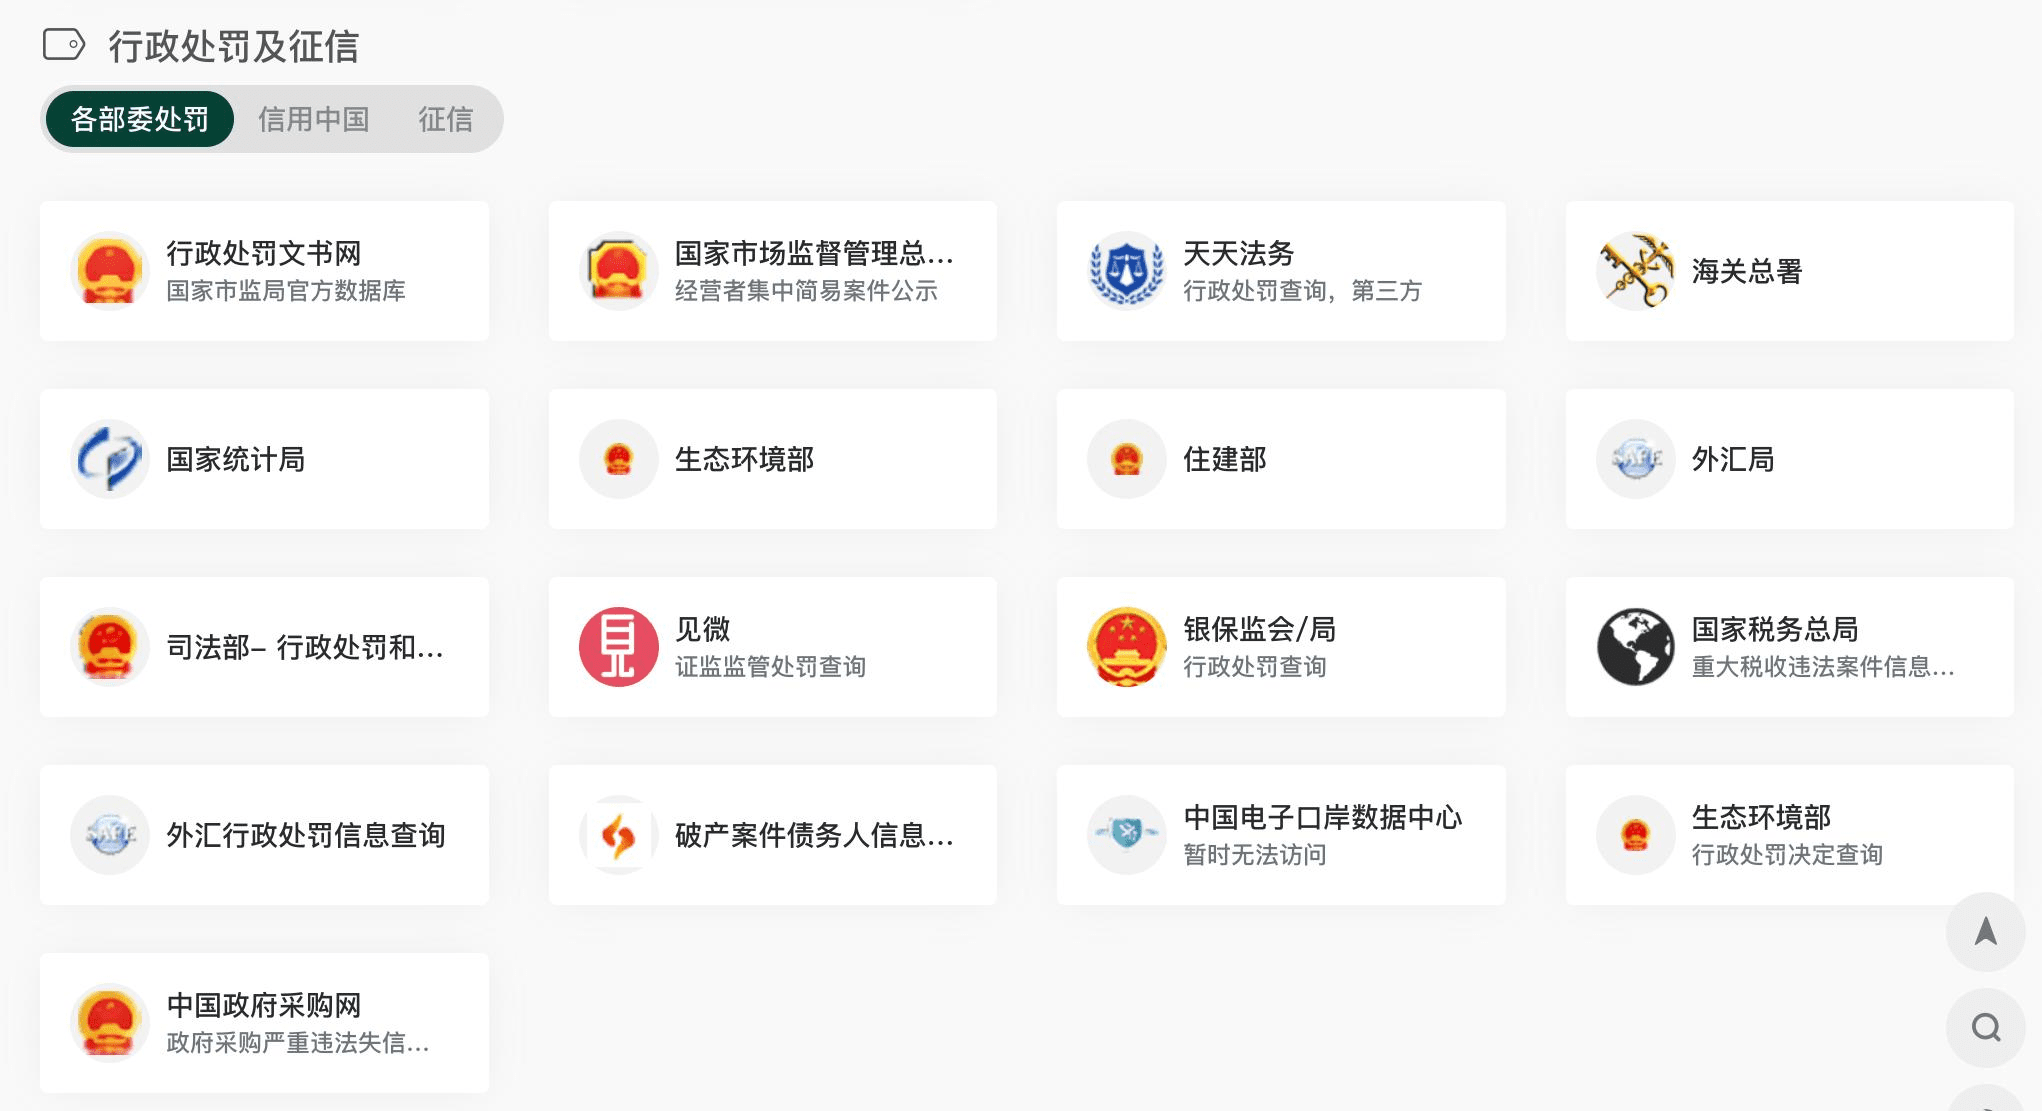 行政处罚及征信
各部委处罚 信用中国 征信
行政处罚文书网
国家市监局官方数据库
国家市场监督管理总...
经营者集中简易案件公示
天天法务
行政处罚查询，第三方
海关总署
国家统计局
生态环境部
住建部
SAFE
外汇局
司法部– 行政处罚和...
見
见微
证监监管处罚查询
银保监会/局
行政处罚查询
国家税务总局
重大税收违法案件信息...
SAFE
外汇行政处罚信息查询
破产案件债务人信息...
中国电子口岸数据中心
暂时无法访问
生态环境部
行政处罚决定查询
中国政府采购网
政府采购严重违法失信...